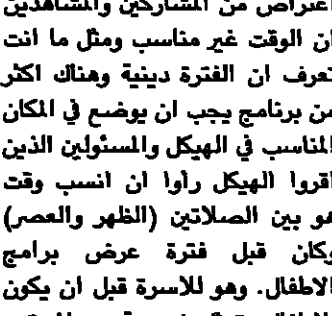 اعتراض من المشاركين والمشاهدين
ان الوقت غير مناسب ومثل ما انت
تعرف ان الفترة دينية وهناك اكثر
من برنامج يجب ان يوضع في المكان
المناسب في الهيكل والمسئولين الذين
اقروا الهيكل رأوا ان انسب وقت
هو بين الصلاتين (الظهر والعصر)
وكان قبل فترة عرض برامج
الاطفال. وهو للاسرة قبل ان يكون